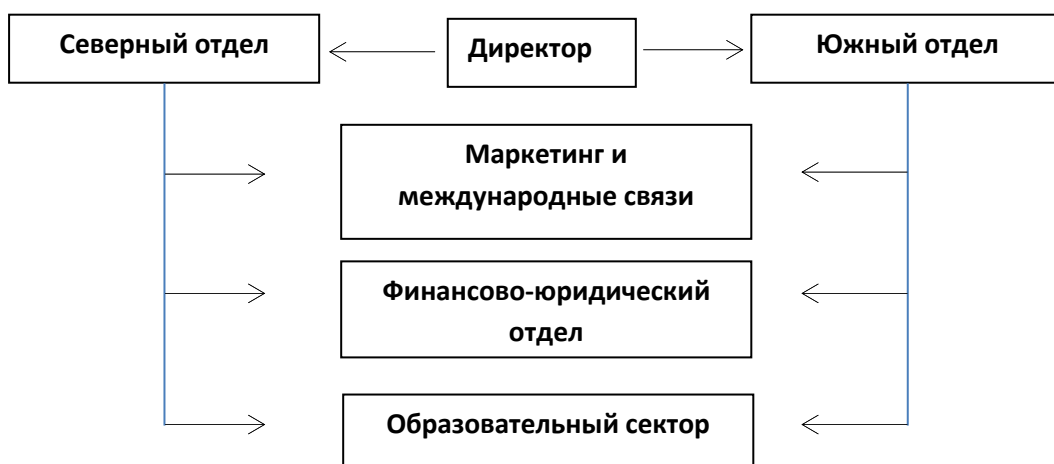 Северный отдел
Директор
Южный отдел
Маркетинг и
международные связи
Финансово-юридический
отдел
Образовательный сектор